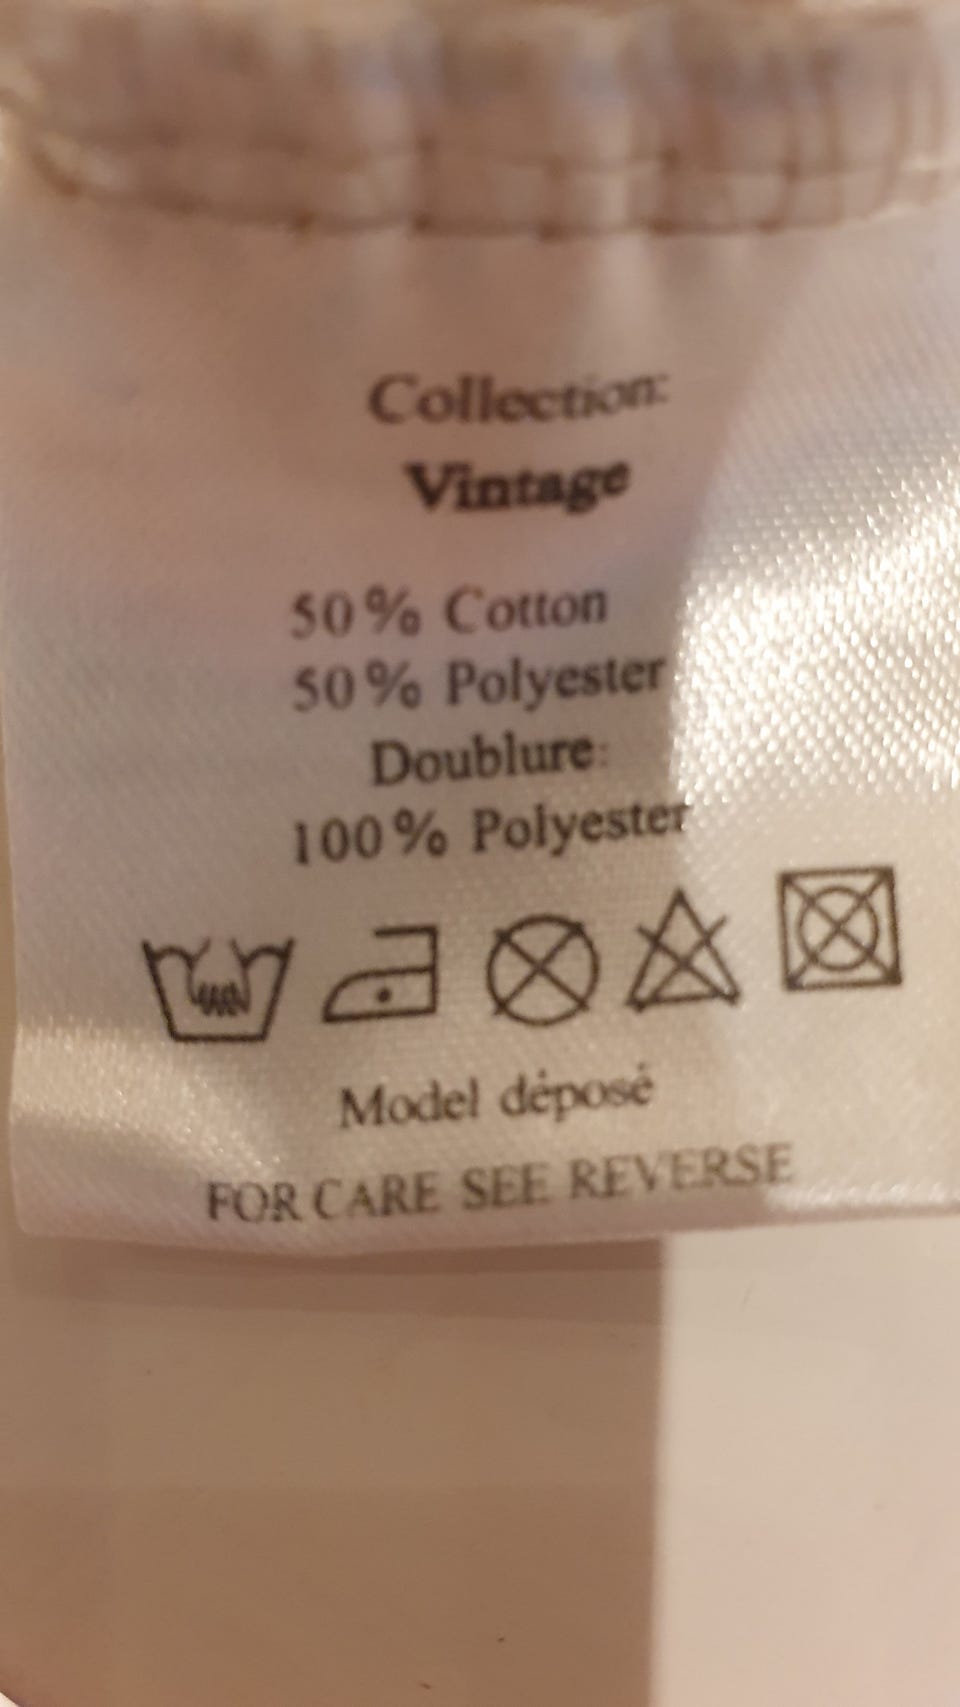 Collection:
Vintage
50% Cotton
50% Polyester
Doublure:
100% Polyester
Model déposé
FOR CARE SEE REVERSE